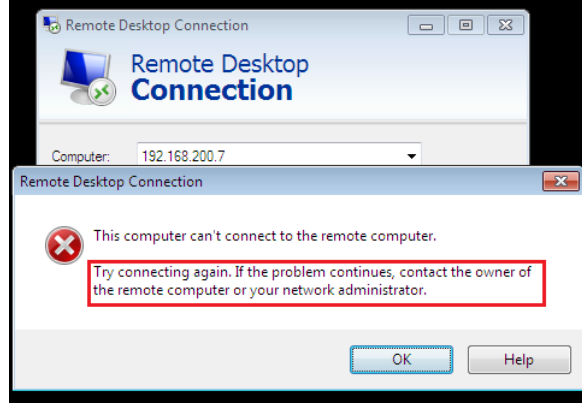 Remote Desktop Connection
Remote Desktop
Connection
Computer: 192.168.200.7
Remote Desktop Connection
This computer can't connect to the remote computer.
Try connecting again. If the problem continues, contact the owner of
the remote computer or your network administrator.
OK Help